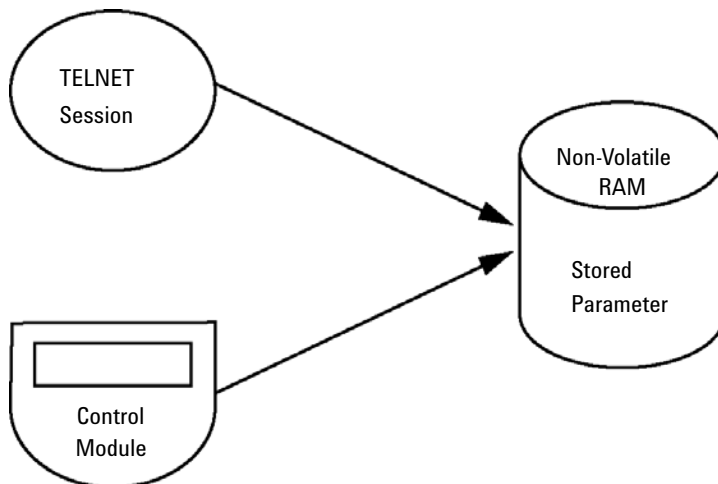 TELNET
Session
Non-Volatile
RAM
Stored
Parameter
Control
Module